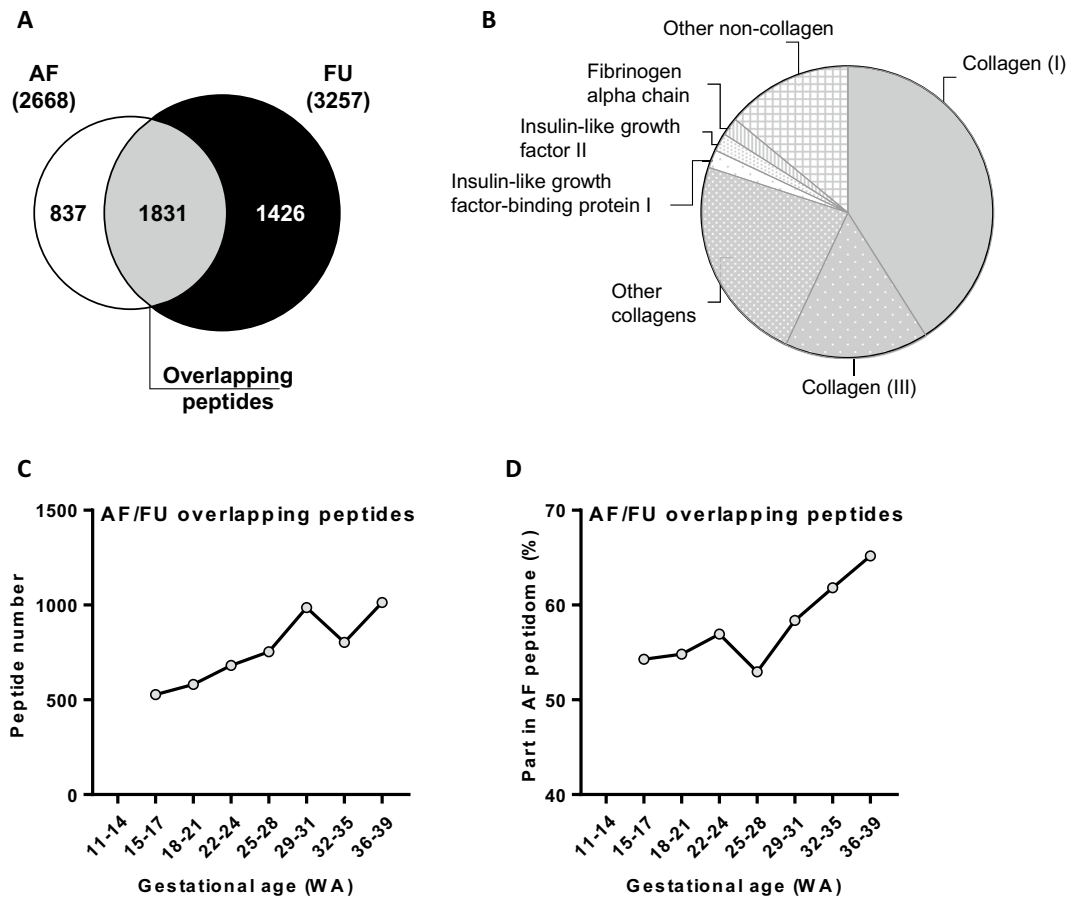 A
AF
(2668)
FU
(3257)
837
1831
1426
Overlapping
peptides
B
Other non-collagen
Collagen (I)
Fibrinogen
alpha chain
Insulin-like growth
factor II
Insulin-like growth
factor-binding protein I
Other
collagens
Collagen (III)
C
AF/FU overlapping peptides
Peptide number
1500
1000
500
0
11-14
15-17
18-21
22-24
25-28
29-31
32-35
36-39
Gestational age (WA)
D
AF/FU overlapping peptides
Part in AF peptidome (%)
70
60
50
40
11-14
15-17
18-21
22-24
25-28
29-31
32-35
36-39
Gestational age (WA)